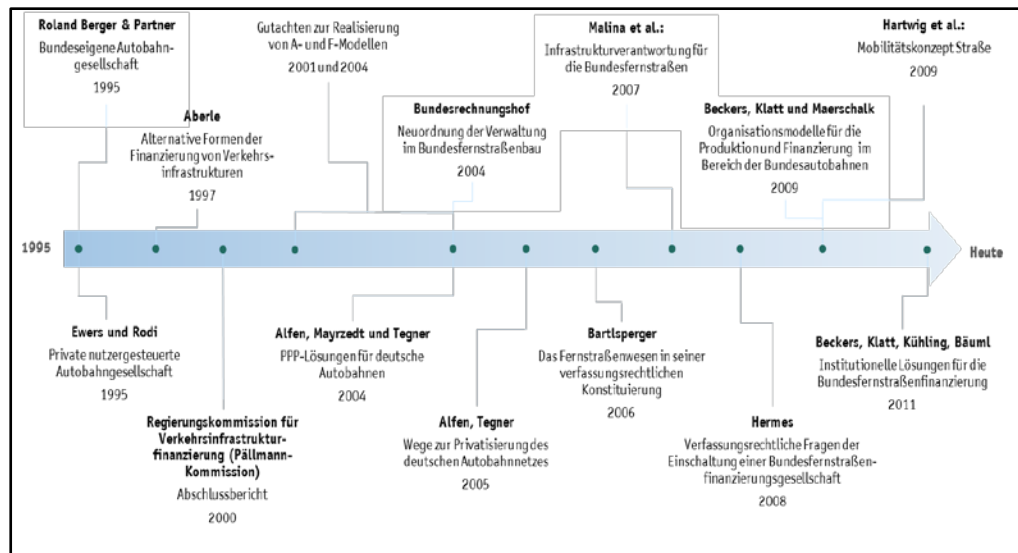 Roland Berger & Partner
Bundeseigene Autobahn-
gesellschaft
1995
Aberle
Alternative Formen der
Finanzierung von Verkehrs-
infrastrukturen
1997
Gutachten zur Realisierung
von A- und F-Modellen
2001 und 2004
Bundesrechnungshof
Neuordnung der Verwaltung
im Bundesfernstraßenbau
2004
Malina et al.:
Infrastrukturverantwortung für
die Bundesfernstraßen
2007
Beckers, Klatt und Maerschalk
Organisationsmodelle für die
Produktion und Finanzierung im
Bereich der Bundesautobahnen
2009
Hartwig et al.:
Mobilitätskonzept Straße
2009
1995
Heute
Ewers und Rodi
Private nutzergesteuerte
Autobahngesellschaft
1995
Regierungskommission für
Verkehrsinfrastruktur-
finanzierung (Pällmann-
Kommission)
Abschlussbericht
2000
Alfen, Mayrzedt und Tegner
PPP-Lösungen für deutsche
Autobahnen
2004
Alfen, Tegner
Wege zur Privatisierung des
deutschen Autobahnnetzes
2005
Bartlsperger
Das Fernstraßenwesen in seiner
verfassungsrechtlichen
Konstituierung
2006
Hermes
Verfassungsrechtliche Fragen der
Einschaltung einer Bundesfernstraßen-
finanzierungsgesellschaft
2008
Beckers, Klatt, Kühling, Bäuml
Institutionelle Lösungen für die
Bundesfernstraßenfinanzierung
2011